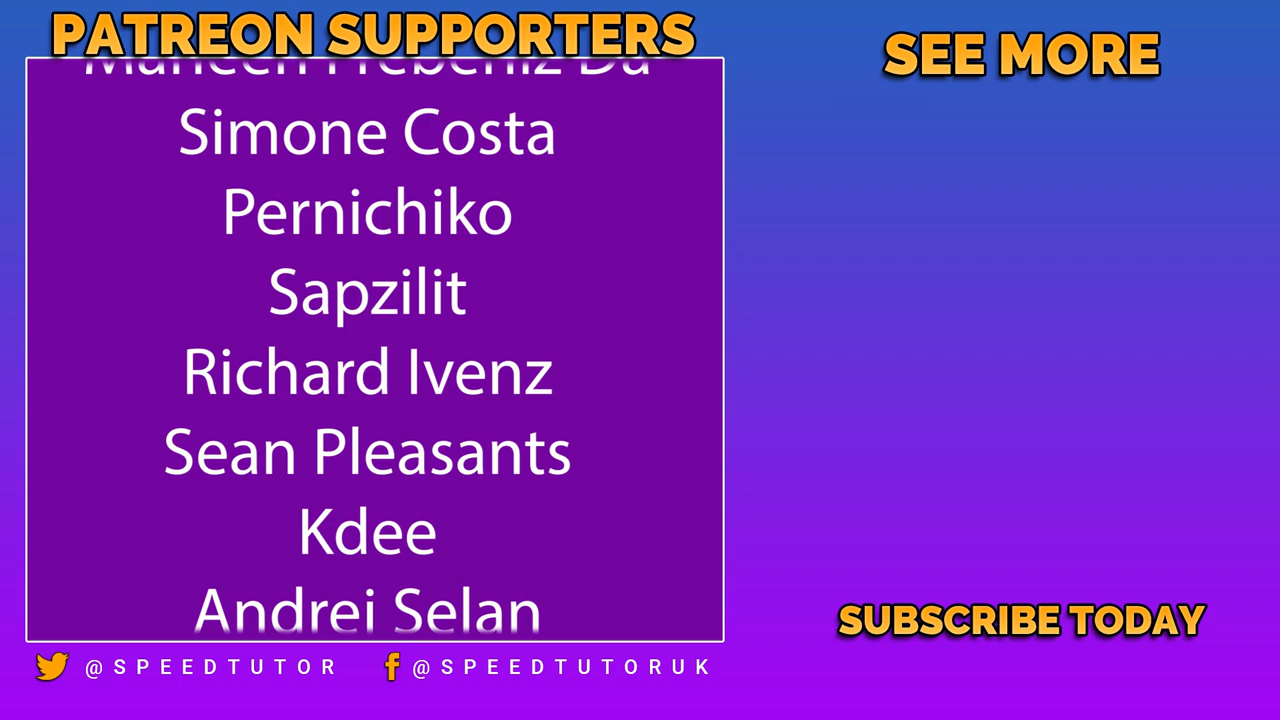 PATREON SUPPORTERS
Simone Costa
Pernichiko
Sapzilit
Richard Ivenz
Sean Pleasants
Kdee
Andrei Selan
@SPEEDTUTOR
@SPEEDTUTORUK
SEE MORE
SUBSCRIBE TODAY